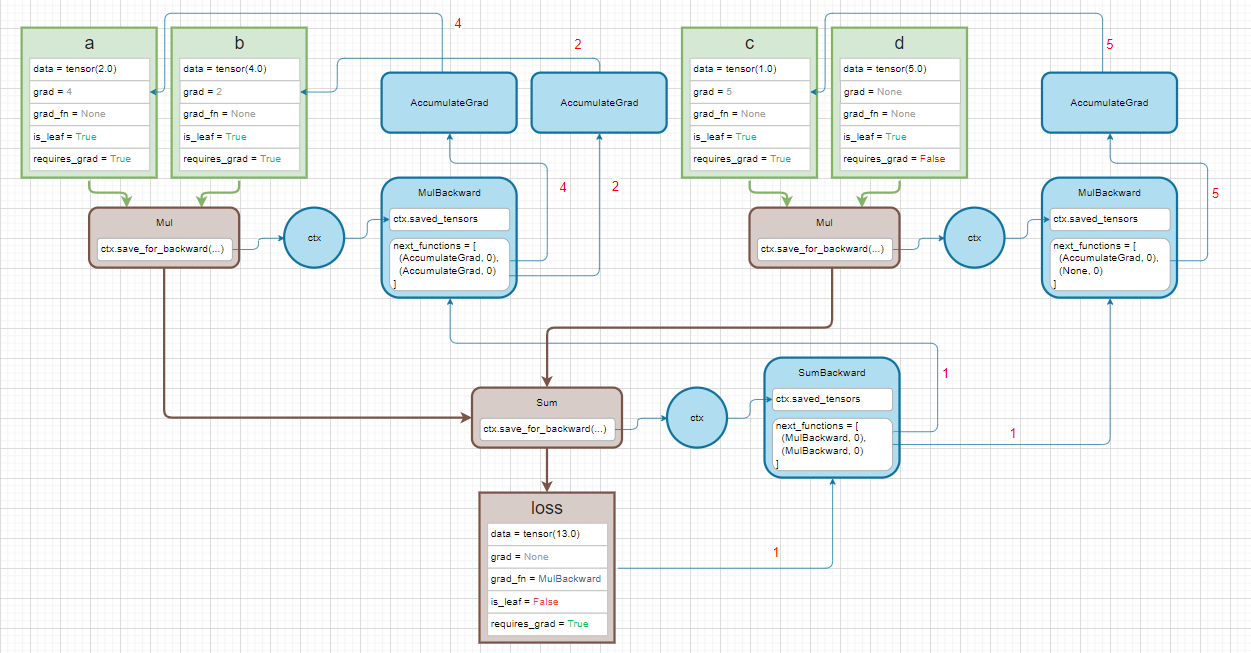 a
data = tensor(2.0)
grad = 4
grad_fn = None
is_leaf = True
requires_grad = True
b
data = tensor(4.0)
grad = 2
grad_fn = None
is_leaf = True
requires_grad = True
4
2
AccumulateGrad
AccumulateGrad
c
data = tensor(1.0)
grad = 5
grad_fn = None
is_leaf = True
requires_grad = True
d
data = tensor(5.0)
grad = None
grad_fn = None
is_leaf = True
requires_grad = False
5
AccumulateGrad
Mul
ctx.save_for_backward(...)
ctx
MulBackward
ctx.saved_tensors
next_functions = [
(AccumulateGrad, 0),
(AccumulateGrad, 0)
]
4
2
Mul
ctx.save_for_backward(...)
ctx
MulBackward
ctx.saved_tensors
next_functions = [
(AccumulateGrad, 0),
(None, 0)
]
5
Sum
ctx.save_for_backward(...)
ctx
SumBackward
ctx.saved_tensors
next_functions = [
(MulBackward, 0),
(MulBackward, 0)
]
1
1
loss
data = tensor(13.0)
grad = None
grad_fn = MulBackward
is_leaf = False
requires_grad = True
1